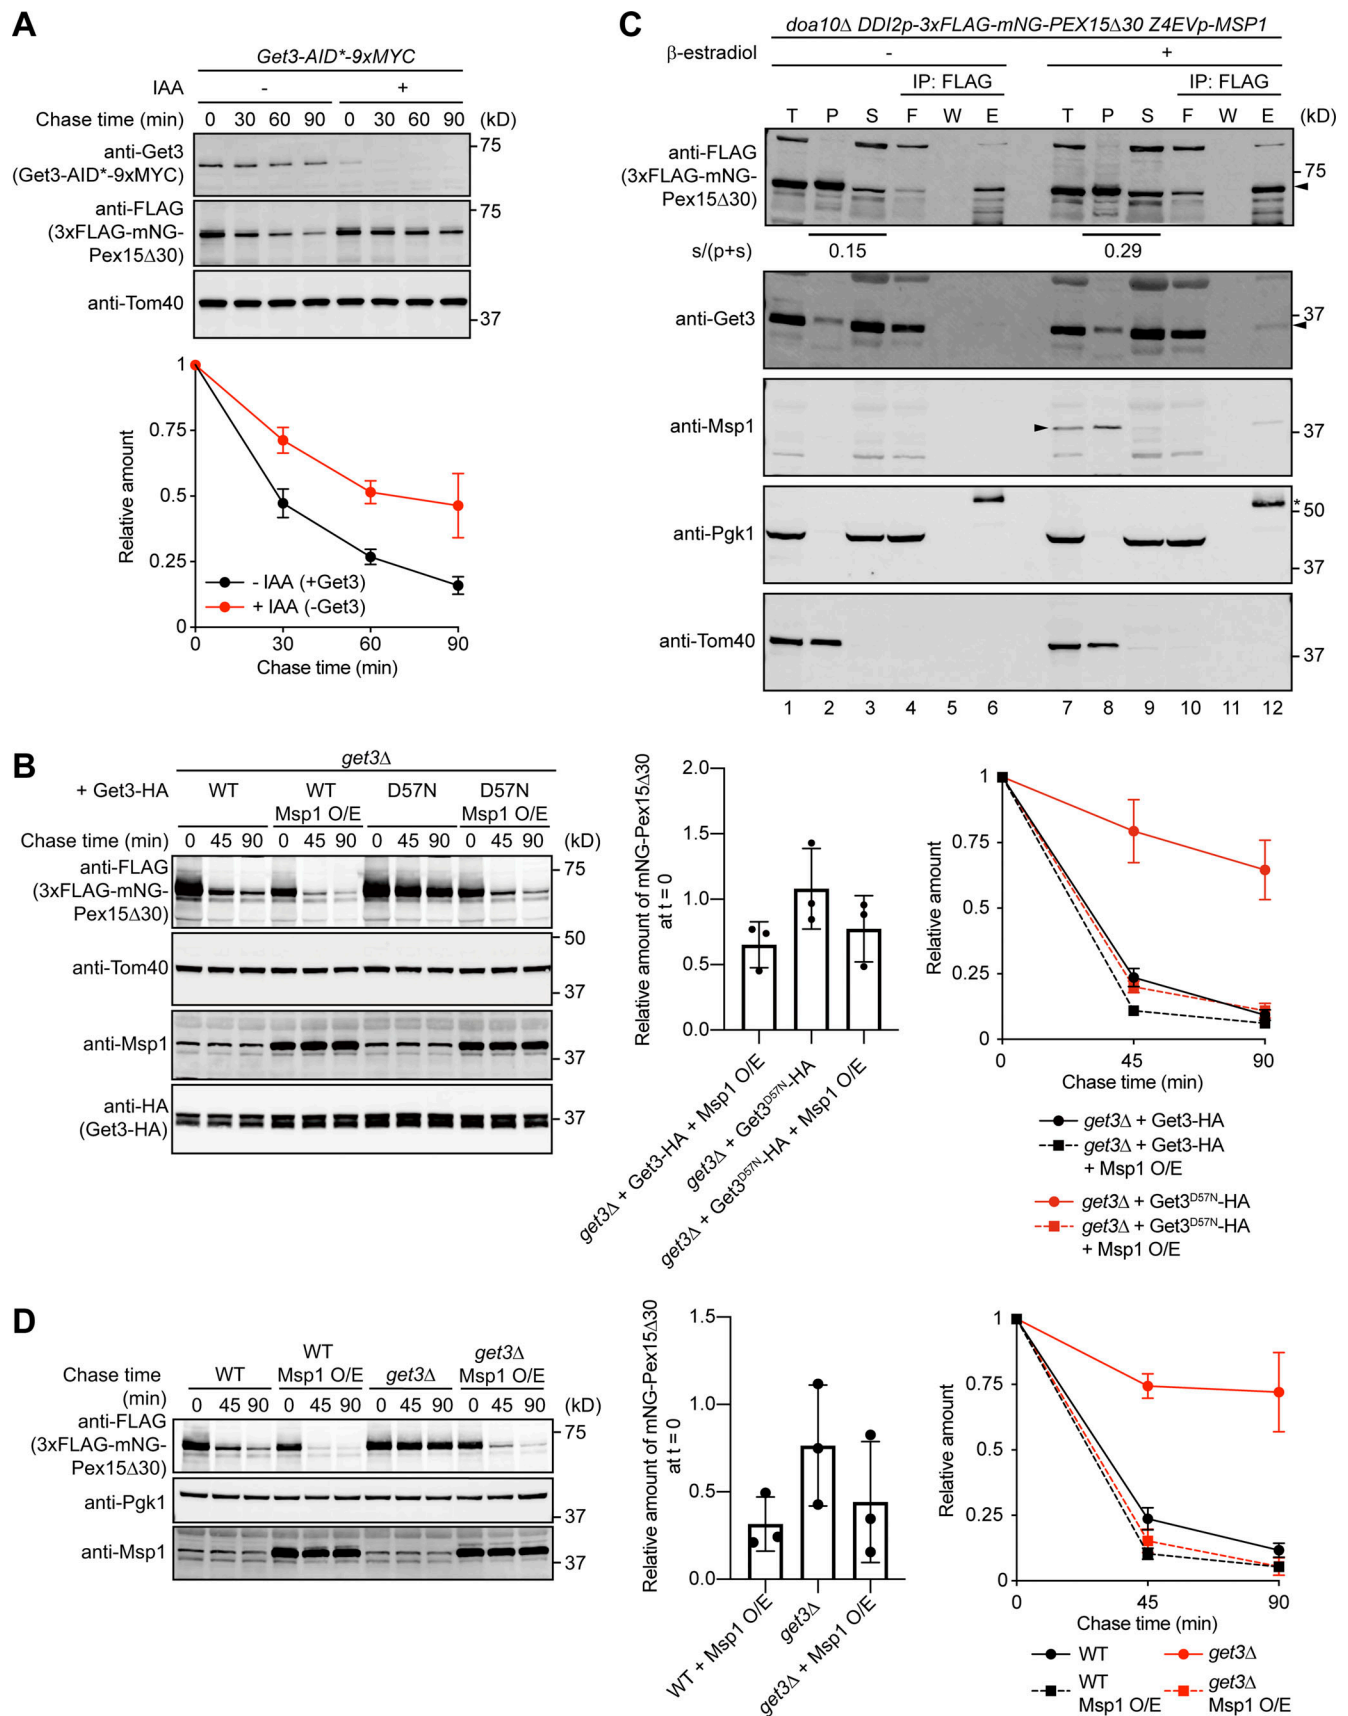 A
Get3-AID*-9xMYC
IAA - +
Chase time (min) 0 30 60 90 0 30 60 90 (kD)
anti-Get3
(Get3-AID*-9xMYC)
75
anti-FLAG
(3xFLAG-mNG-
Pex15Δ30)
75
anti-Tom40
37
Relative amount
1
0.75
0.5
0.25
0
- IAA (+Get3)
+ IAA (-Get3)
0 30 60 90
Chase time (min)
C
doa10Δ DDI2p-3xFLAG-mNG-PEX15Δ30 Z4EVp-MSP1
β-estradiol - +
IP: FLAG IP: FLAG
T P S F W E T P S F W E (kD)
anti-FLAG
(3xFLAG-mNG-
Pex15Δ30)
75
s/(p+s) 0.15 0.29
anti-Get3
37
anti-Msp1
37
anti-Pgk1
*
50
37
anti-Tom40
37
1 2 3 4 5 6 7 8 9 10 11 12
B
get3Δ
+ Get3-HA WT WT D57N D57N
Msp1 O/E Msp1 O/E
Chase time (min) 0 45 90 0 45 90 0 45 90 0 45 90 (kD)
anti-FLAG
(3xFLAG-mNG-
Pex15Δ30)
75
anti-Tom40
50
37
anti-Msp1
37
anti-HA
(Get3-HA)
37
Relative amount of mNG-Pex15Δ30
at t = 0
2.0
1.5
1.0
0.5
0.0
get3Δ + Get3-HA + Msp1 O/E
get3Δ + Get3D57N-HA
get3Δ + Get3D57N-HA + Msp1 O/E
Relative amount
1
0.75
0.5
0.25
0
0 45 90
Chase time (min)
get3Δ + Get3-HA
get3Δ + Get3-HA
+ Msp1 O/E
get3Δ + Get3D57N-HA
get3Δ + Get3D57N-HA
+ Msp1 O/E
D
WT get3Δ
Chase time WT Msp1 O/E get3Δ Msp1 O/E
(min) 0 45 90 0 45 90 0 45 90 0 45 90 (kD)
anti-FLAG
(3xFLAG-mNG-
Pex15Δ30)
75
anti-Pgk1
37
anti-Msp1
37
Relative amount of mNG-Pex15Δ30
at t = 0
1.5
1.0
0.5
0.0
WT + Msp1 O/E
get3Δ
get3Δ + Msp1 O/E
Relative amount
1
0.75
0.5
0.25
0
0 45 90
Chase time (min)
WT get3Δ
WT get3Δ
Msp1 O/E Msp1 O/E